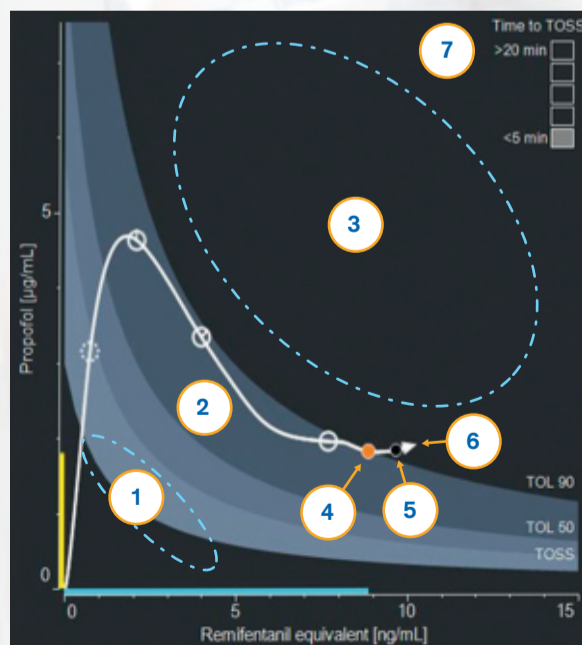 Time to TOSS
7
>20 min
<5 min
3
5
Propofol [µg/mL]
2
6
1
4
5
TOL 90
TOL 50
TOSS
0
0
5
10
15
Remifentanil equivalent [ng/mL]